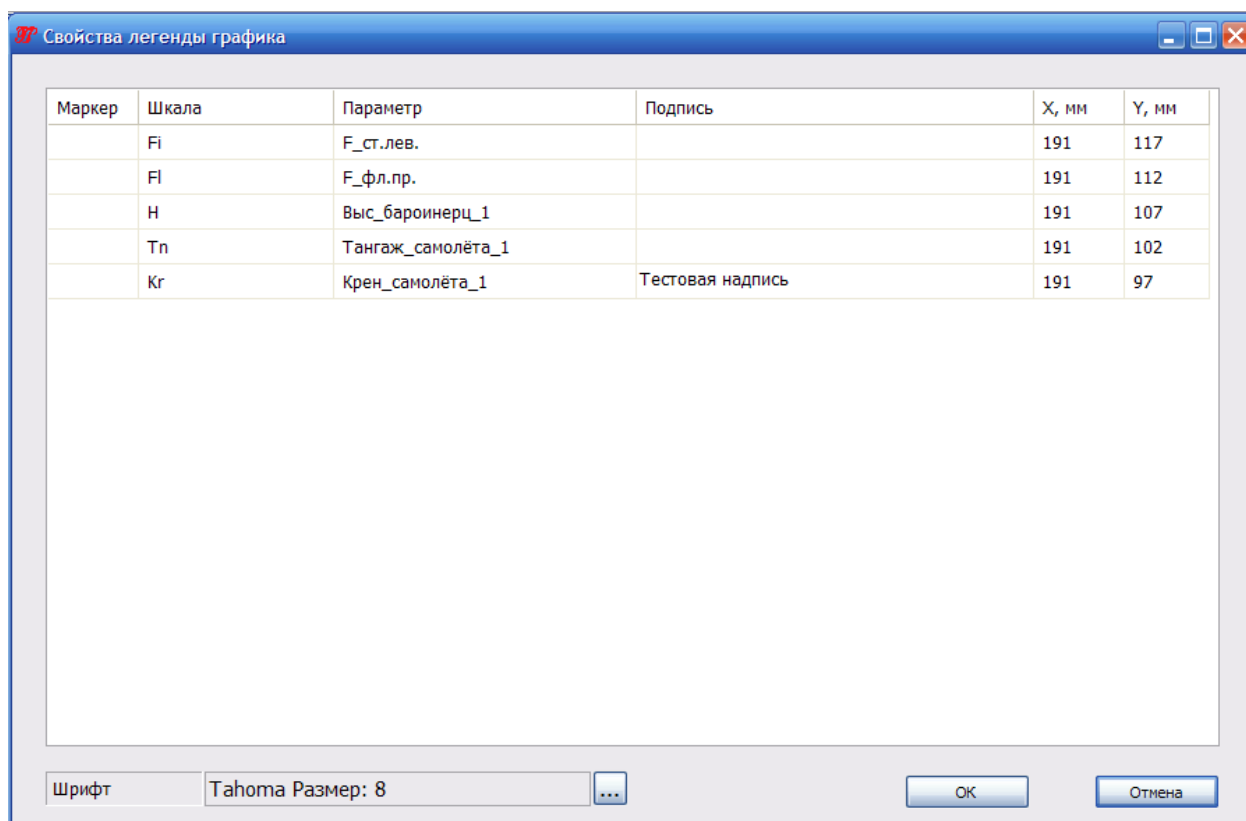 Свойства легенды графика
Маркер Шкала Параметр Подпись X, мм Y, мм
Fi F_ст.лев. 191 117
Fl F_фл.пр. 191 112
H Выс_бароинерц_1 191 107
Tn Тангаж_самолёта_1 191 102
Kr Крен_самолёта_1 Тестовая надпись 191 97
Шрифт Tahoma Размер: 8 ... ОК Отмена